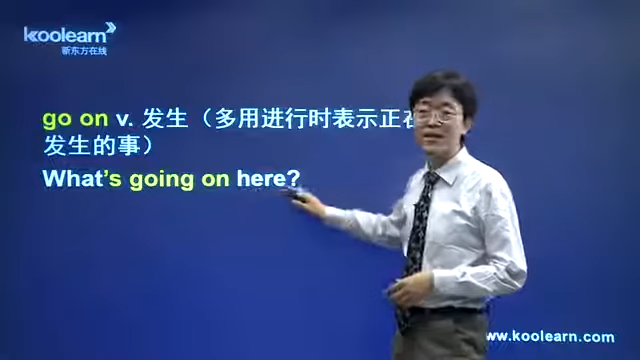 koolearn
新东方在线
go on v. 发生（多用进行时表示正在
发生的事）
What's going on here?
ww.koolearn.com